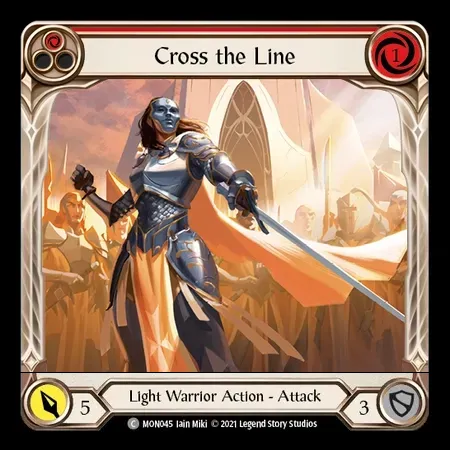 Cross the Line
1
Light Warrior Action - Attack
5
3
C MON045 Iain Miki © 2021 Legend Story Studios